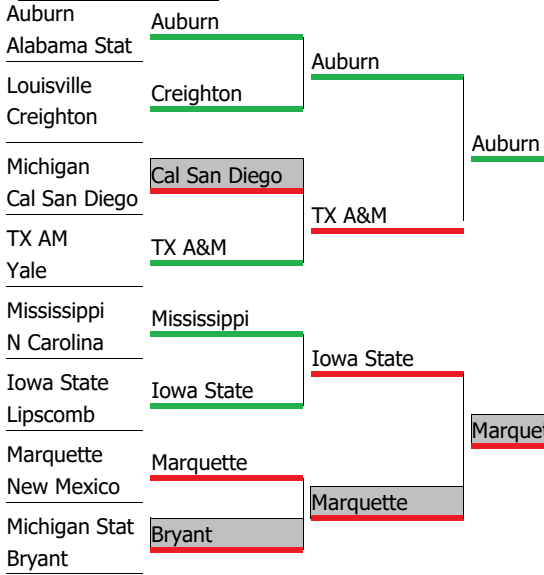 Auburn
Alabama Stat
Louisville
Creighton
Michigan
Cal San Diego
TX AM
Yale
Mississippi
N Carolina
Iowa State
Lipscomb
Marquette
New Mexico
Michigan Stat
Bryant
Auburn
Creighton
Cal San Diego
TX A&M
Mississippi
Iowa State
Marquette
Bryant
Auburn
TX A&M
Iowa State
Marquette
Auburn